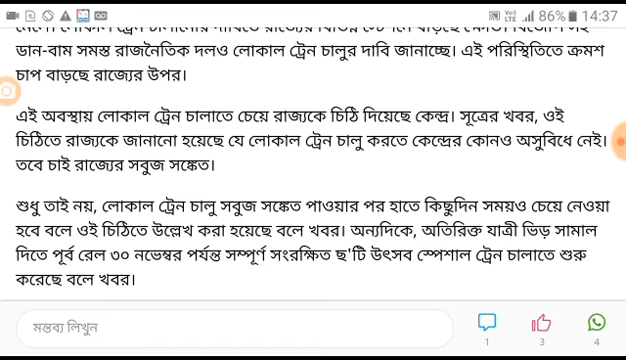 86% 14:37
ডান-বাম সমস্ত রাজনৈতিক দলও লোকাল ট্রেন চালুর দাবি জানাচ্ছে। এই পরিস্থিতিতে ক্রমশ
চাপ বাড়ছে রাজ্যের উপর।
এই অবস্থায় লোকাল ট্রেন চালাতে চেয়ে রাজ্যকে চিঠি দিয়েছে কেন্দ্র। সূত্রের খবর, ওই
চিঠিতে রাজ্যকে জানানো হয়েছে যে লোকাল ট্রেন চালু করতে কেন্দ্রের কোনও অসুবিধে নেই।
তবে চাই রাজ্যের সবুজ সঙ্কেত।
শুধু তাই নয়, লোকাল ট্রেন চালু সবুজ সঙ্কেত পাওয়ার পর হাতে কিছুদিন সময়ও চেয়ে নেওয়া
হবে বলে ওই চিঠিতে উল্লেখ করা হয়েছে বলে খবর। অন্যদিকে, অতিরিক্ত যাত্রী ভিড় সামাল
দিতে পূর্ব রেল ৩০ নভেম্বর পর্যন্ত সম্পূর্ণ সংরক্ষিত ছ'টি উৎসব স্পেশাল ট্রেন চালাতে শুরু
করেছে বলে খবর।
মন্তব্য লিখুন
1 3 4